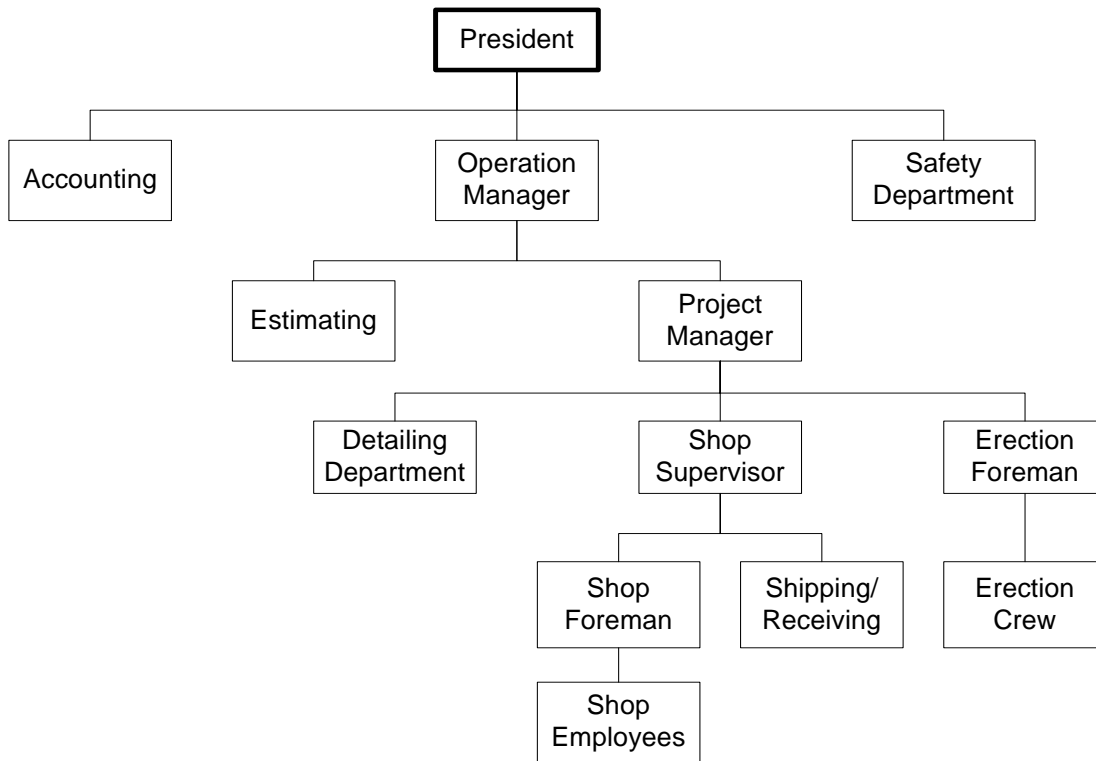 President
Accounting
Operation
Manager
Safety
Department
Estimating
Project
Manager
Detailing
Department
Shop
Supervisor
Erection
Foreman
Shop
Foreman
Shipping/
Receiving
Erection
Crew
Shop
Employees